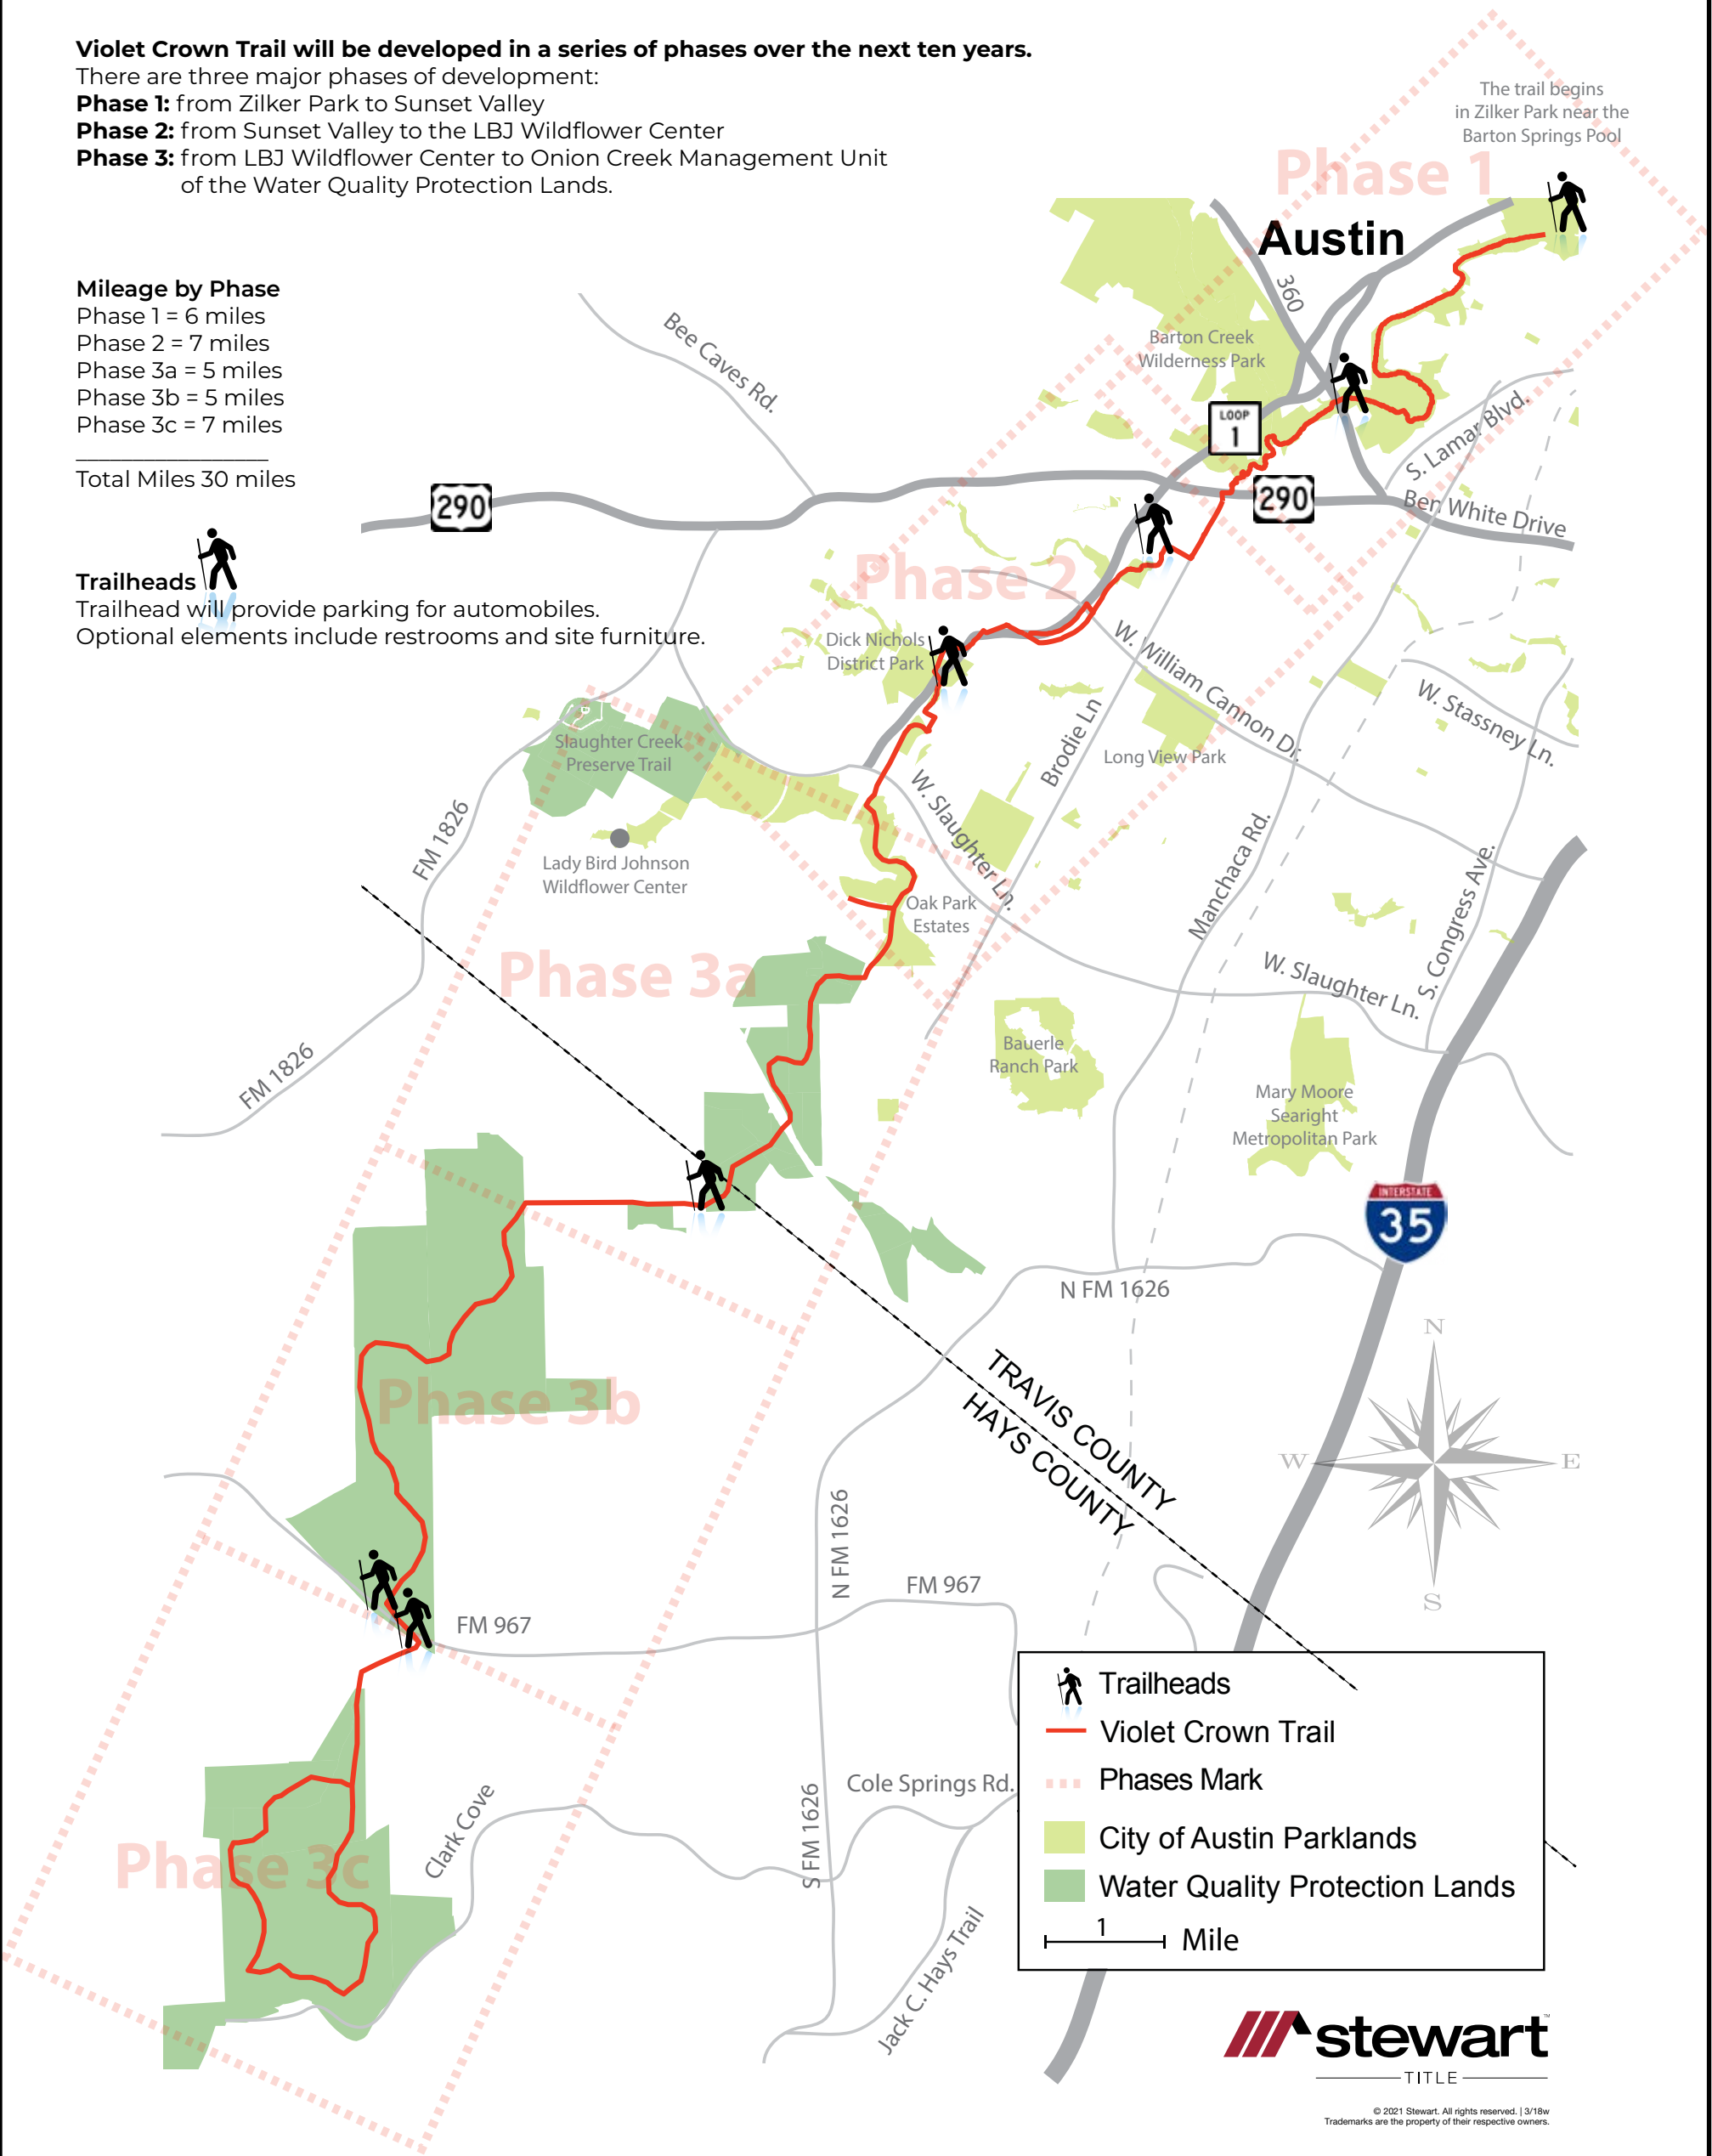 Violet Crown Trail will be developed in a series of phases over the next ten years.
There are three major phases of development:
Phase 1: from Zilker Park to Sunset Valley
Phase 2: from Sunset Valley to the LBJ Wildflower Center
Phase 3: from LBJ Wildflower Center to Onion Creek Management Unit
of the Water Quality Protection Lands.
The trail begins
in Zilker Park near the
Barton Springs Pool
Phase 1
Austin
360
Mileage by Phase
Phase 1 = 6 miles
Phase 2 = 7 miles
Phase 3a = 5 miles
Phase 3b = 5 miles
Phase 3c = 7 miles
Total Miles 30 miles
Bee Caves Rd.
Barton Creek
Wilderness Park
LOOP
1
S. Lamar Blvd.
290
290
Ben White Drive
Trailheads
Trailhead will provide parking for automobiles.
Optional elements include restrooms and site furniture.
Phase 2
Dick Nichols
District Park
W. William Cannon Dr.
W. Stassney Ln.
Brodie Ln
Long View Park
Slaughter Creek
Preserve Trail
W. Slaughter Ln.
FM 1826
Lady Bird Johnson
Wildflower Center
Manchaca Rd.
S. Congress Ave.
Oak Park
Estates
Phase 3a
W. Slaughter Ln.
FM 1826
Bauerle
Ranch Park
Mary Moore
Searight
Metropolitan Park
INTERSTATE
35
N FM 1626
N
W
E
S
TRAVIS COUNTY
HAYS COUNTY
Phase 3b
N FM 1626
FM 967
FM 967
Cole Springs Rd.
S FM 1626
Clark Cove
Phase 3c
Jack C. Hays Trail
Trailheads
Violet Crown Trail
Phases Mark
City of Austin Parklands
Water Quality Protection Lands
1
Mile
stewart™
TITLE
© 2021 Stewart. All rights reserved. | 3/18w
Trademarks are the property of their respective owners.